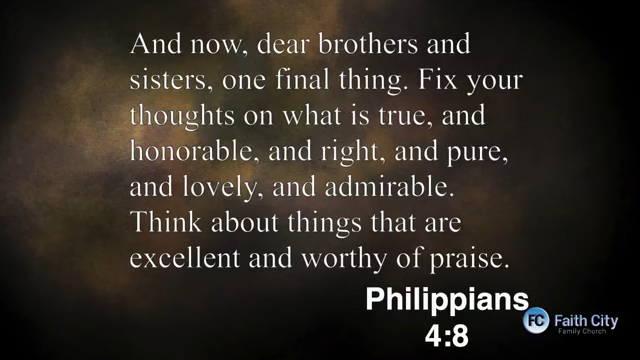 And now, dear brothers and
sisters, one final thing. Fix your
thoughts on what is true, and
honorable, and right, and pure,
and lovely, and admirable.
Think about things that are
excellent and worthy of praise.
Philippians
4:8
FC Faith City
Family Church